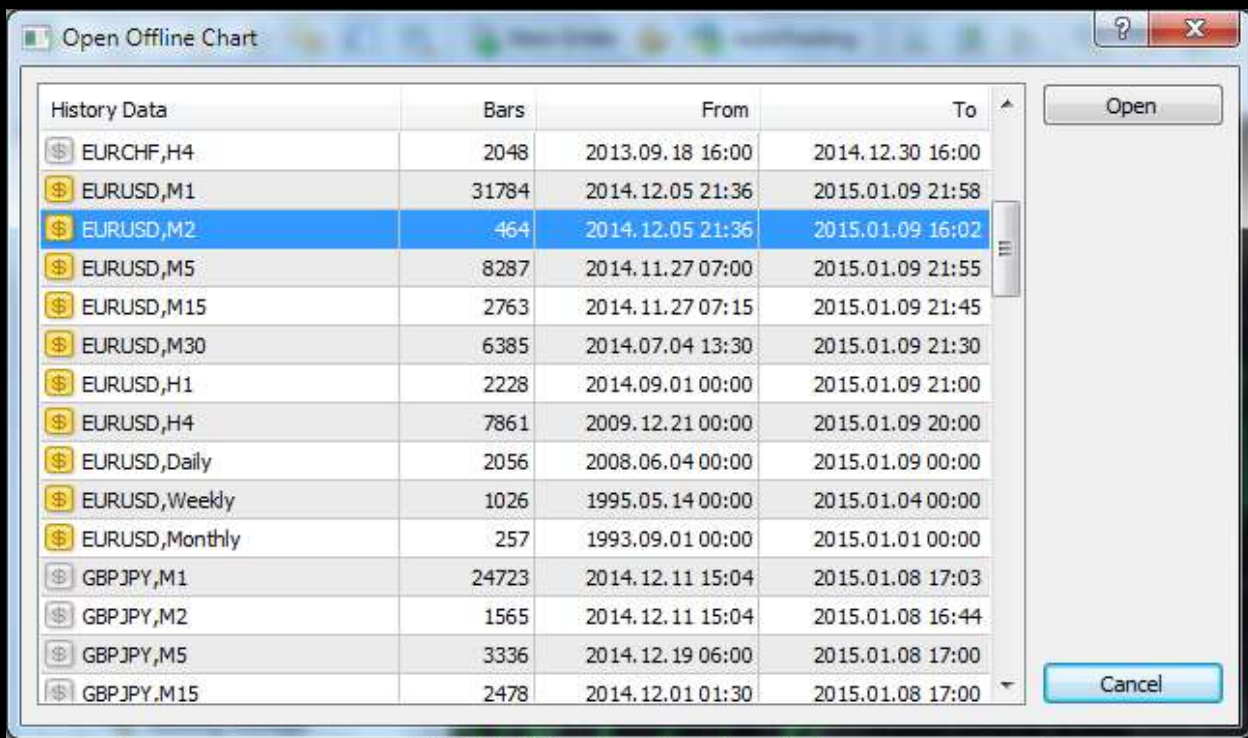 Open Offline Chart
History Data Bars From To
EURCHF,H4 2048 2013.09.18 16:00 2014.12.30 16:00
EURUSD,M1 31784 2014.12.05 21:36 2015.01.09 21:58
EURUSD,M2 464 2014.12.05 21:36 2015.01.09 16:02
EURUSD,M5 8287 2014.11.27 07:00 2015.01.09 21:55
EURUSD,M15 2763 2014.11.27 07:15 2015.01.09 21:45
EURUSD,M30 6385 2014.07.04 13:30 2015.01.09 21:30
EURUSD,H1 2228 2014.09.01 00:00 2015.01.09 21:00
EURUSD,H4 7861 2009.12.21 00:00 2015.01.09 20:00
EURUSD,Daily 2056 2008.06.04 00:00 2015.01.09 00:00
EURUSD,Weekly 1026 1995.05.14 00:00 2015.01.04 00:00
EURUSD,Monthly 257 1993.09.01 00:00 2015.01.01 00:00
GBPJPY,M1 24723 2014.12.11 15:04 2015.01.08 17:03
GBPJPY,M2 1565 2014.12.11 15:04 2015.01.08 16:44
GBPJPY,M5 3336 2014.12.19 06:00 2015.01.08 17:00
GBPJPY,M15 2478 2014.12.01 01:30 2015.01.08 17:00
Open
Cancel